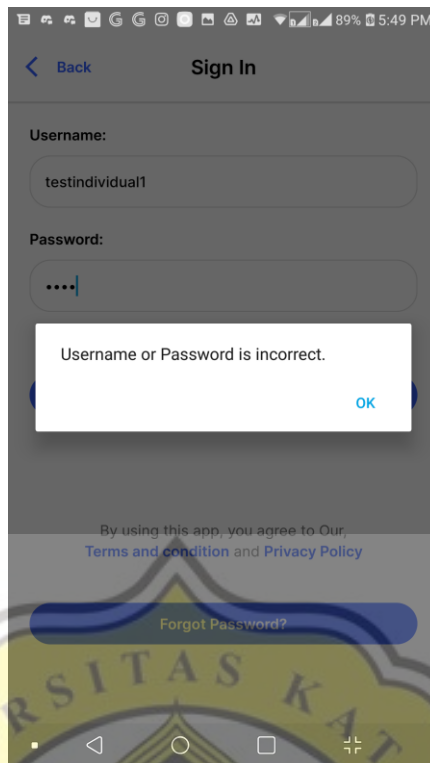 89% 5:49 PM
Back
Sign In
Username:
testindividual1
Password:
••••
Username or Password is incorrect.
OK
By using this app, you agree to Our,
Terms and condition and Privacy Policy
Forgot Password?
RSITAS KAT